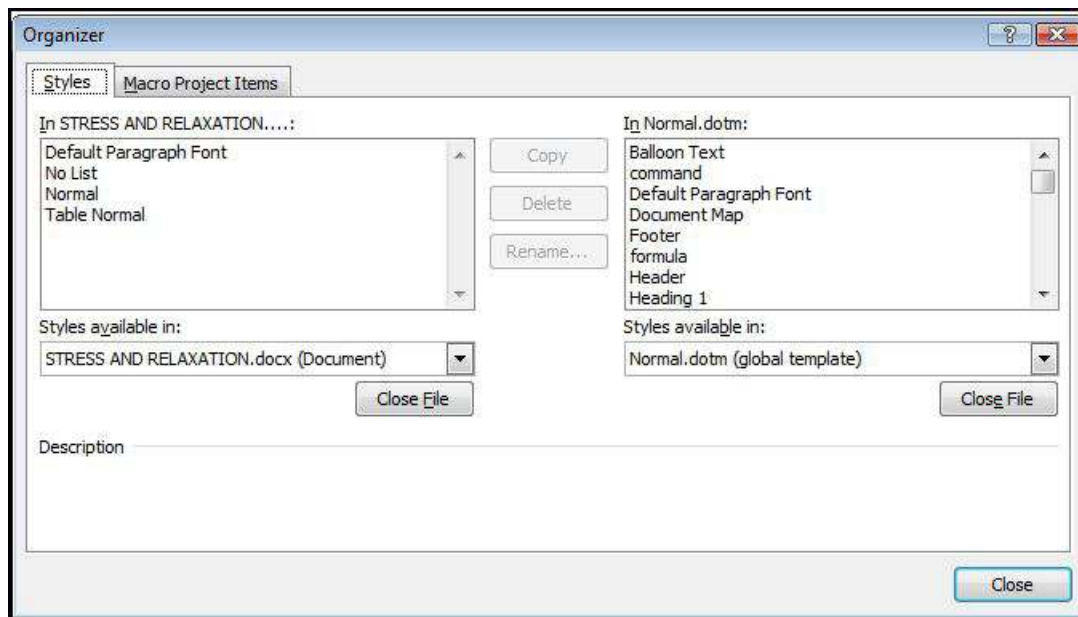 Organizer
Styles
Macro Project Items
In STRESS AND RELAXATION....:
Default Paragraph Font
No List
Normal
Table Normal
Copy
Delete
Rename...
In Normal.dotm:
Balloon Text
command
Default Paragraph Font
Document Map
Footer
formula
Header
Heading 1
Styles available in:
STRESS AND RELAXATION.docx (Document)
Close File
Styles available in:
Normal.dotm (global template)
Close File
Description
Close